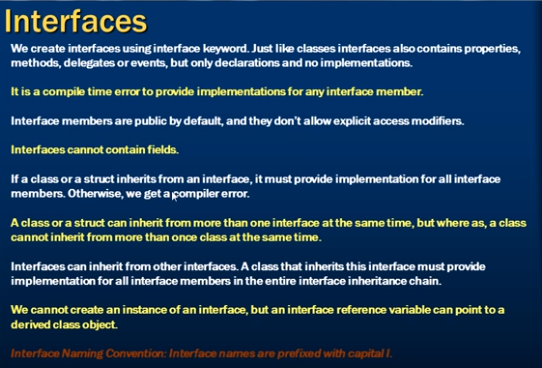 Interfaces
We create interfaces using interface keyword. Just like classes interfaces also contains properties,
methods, delegates or events, but only declarations and no implementations.
It is a compile time error to provide implementations for any interface member.
Interface members are public by default, and they don't allow explicit access modifiers.
Interfaces cannot contain fields.
If a class or a struct inherits from an interface, it must provide implementation for all interface
members. Otherwise, we get a compiler error.
A class or a struct can inherit from more than one interface at the same time, but where as, a class
cannot inherit from more than once class at the same time.
Interfaces can inherit from other interfaces. A class that inherits this interface must provide
implementation for all interface members in the entire interface inheritance chain.
We cannot create an instance of an interface, but an interface reference variable can point to a
derived class object.
Interface Naming Convention: Interface names are prefixed with capital I.